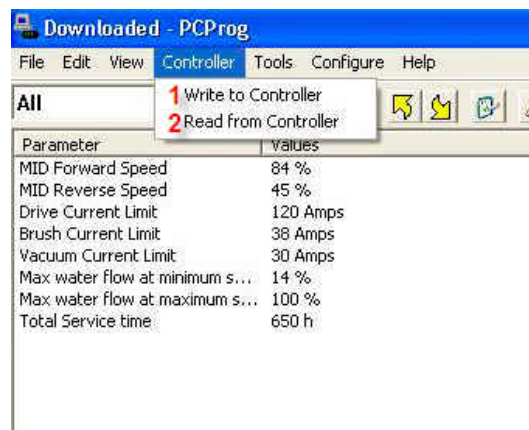 Downloaded - PCProg
File Edit View Controller Tools Configure Help
All
1 Write to Controller
2 Read from Controller
Parameter Values
MID Forward Speed 84 %
MID Reverse Speed 45 %
Drive Current Limit 120 Amps
Brush Current Limit 38 Amps
Vacuum Current Limit 30 Amps
Max water flow at minimum s... 14 %
Max water flow at maximum s... 100 %
Total Service time 650 h